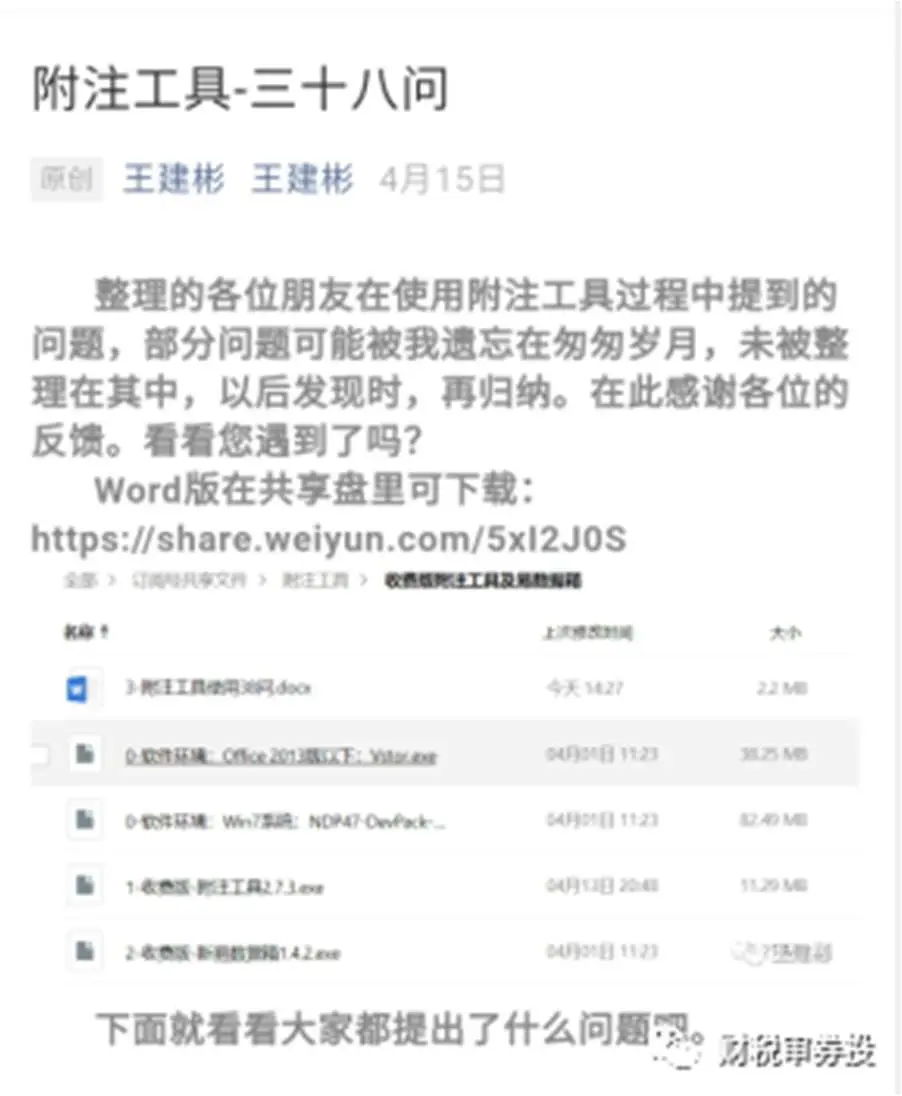 附注工具-三十八问
原创 王建彬 王建彬 4月15日
整理的各位朋友在使用附注工具过程中提到的
问题，部分问题可能被我遗忘在匆匆岁月，未被整
理在其中，以后发现时，再归纳。在此感谢各位的
反馈。看看您遇到了吗？
Word版在共享盘里可下载：
https://share.weiyun.com/5xI2J0S
全部 > 订阅号共享文件 > 附注工具 > 收费版附注工具及易数据箱
名称 上次修改时间 大小
3-附注工具使用38问.docx 今天 14:27 2.2 MB
0-软件环境：Office 2013版以下：Vstor.exe 04月01日 11:23 38.25 MB
0-软件环境：Win7系统：NDP47-DevPack-... 04月01日 11:23 82.49 MB
1-收费版-附注工具2.7.3.exe 04月13日 20:48 11.29 MB
2-收费版-新易数据箱1.4.2.exe 04月01日 11:23 王建彬
下面就看看大家都提出了什么问题吧。
财税审券投